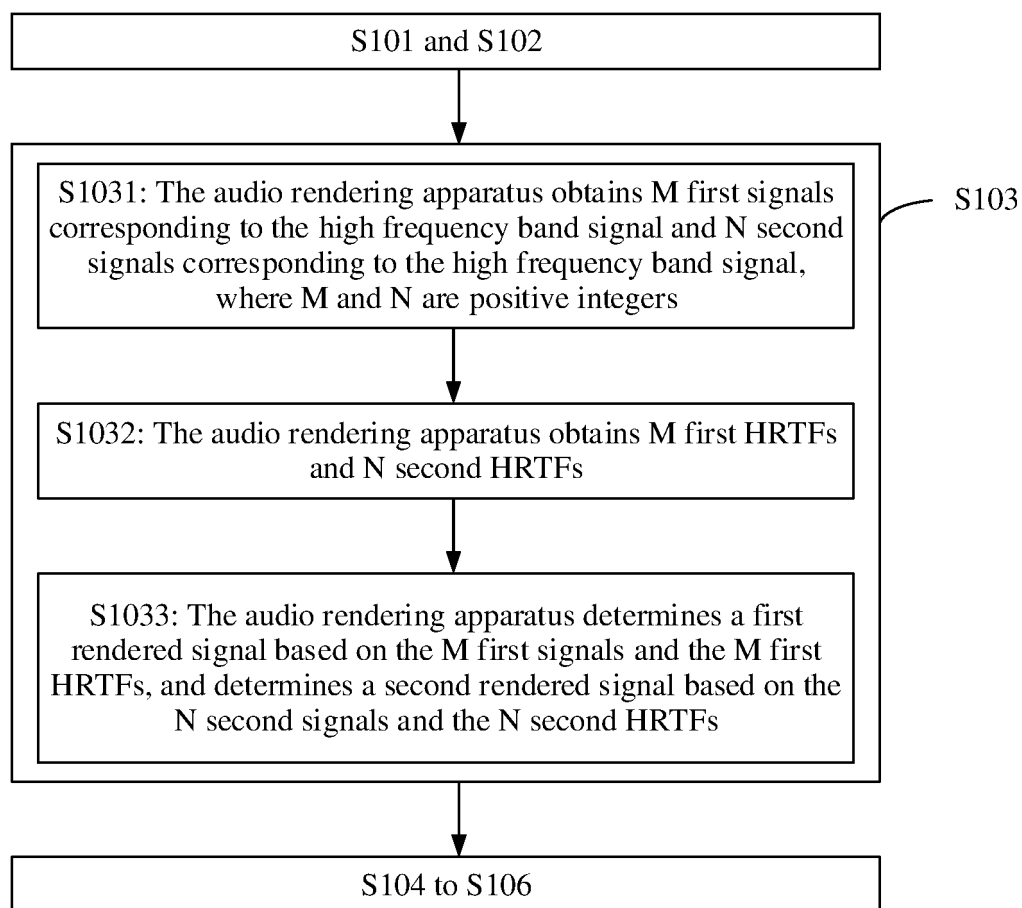 S101 and S102
S1031: The audio rendering apparatus obtains M first signals
corresponding to the high frequency band signal and N second
signals corresponding to the high frequency band signal,
where M and N are positive integers
S103
S1032: The audio rendering apparatus obtains M first HRTFs
and N second HRTFs
S1033: The audio rendering apparatus determines a first
rendered signal based on the M first signals and the M first
HRTFs, and determines a second rendered signal based on the
N second signals and the N second HRTFs
S104 to S106